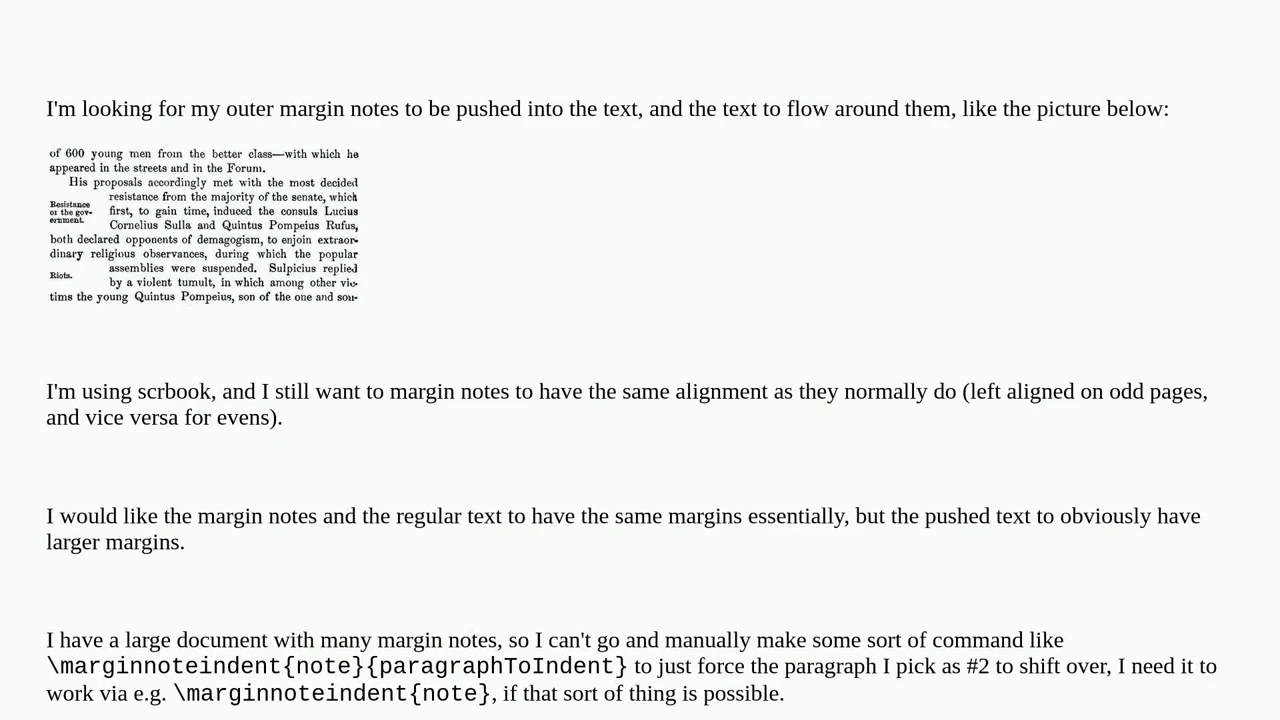 I'm looking for my outer margin notes to be pushed into the text, and the text to flow around them, like the picture below:
of 600 young men from the better class—with which he
appeared in the streets and in the Forum.
His proposals accordingly met with the most decided
resistance from the majority of the senate, which
Resistance
of the gov-
ernment.
first, to gain time, induced the consuls Lucius
Cornelius Sulla and Quintus Pompeius Rufus,
both declared opponents of demagogism, to enjoin extraor-
dinary religious observances, during which the popular
assemblies were suspended. Sulpicius replied
Riots.
by a violent tumult, in which among other vic-
tims the young Quintus Pompeius, son of the one and son-
I'm using scrbook, and I still want to margin notes to have the same alignment as they normally do (left aligned on odd pages,
and vice versa for evens).
I would like the margin notes and the regular text to have the same margins essentially, but the pushed text to obviously have
larger margins.
I have a large document with many margin notes, so I can't go and manually make some sort of command like
\marginnoteindent{note}{paragraphToIndent} to just force the paragraph I pick as #2 to shift over, I need it to
work via e.g. \marginnoteindent{note}, if that sort of thing is possible.